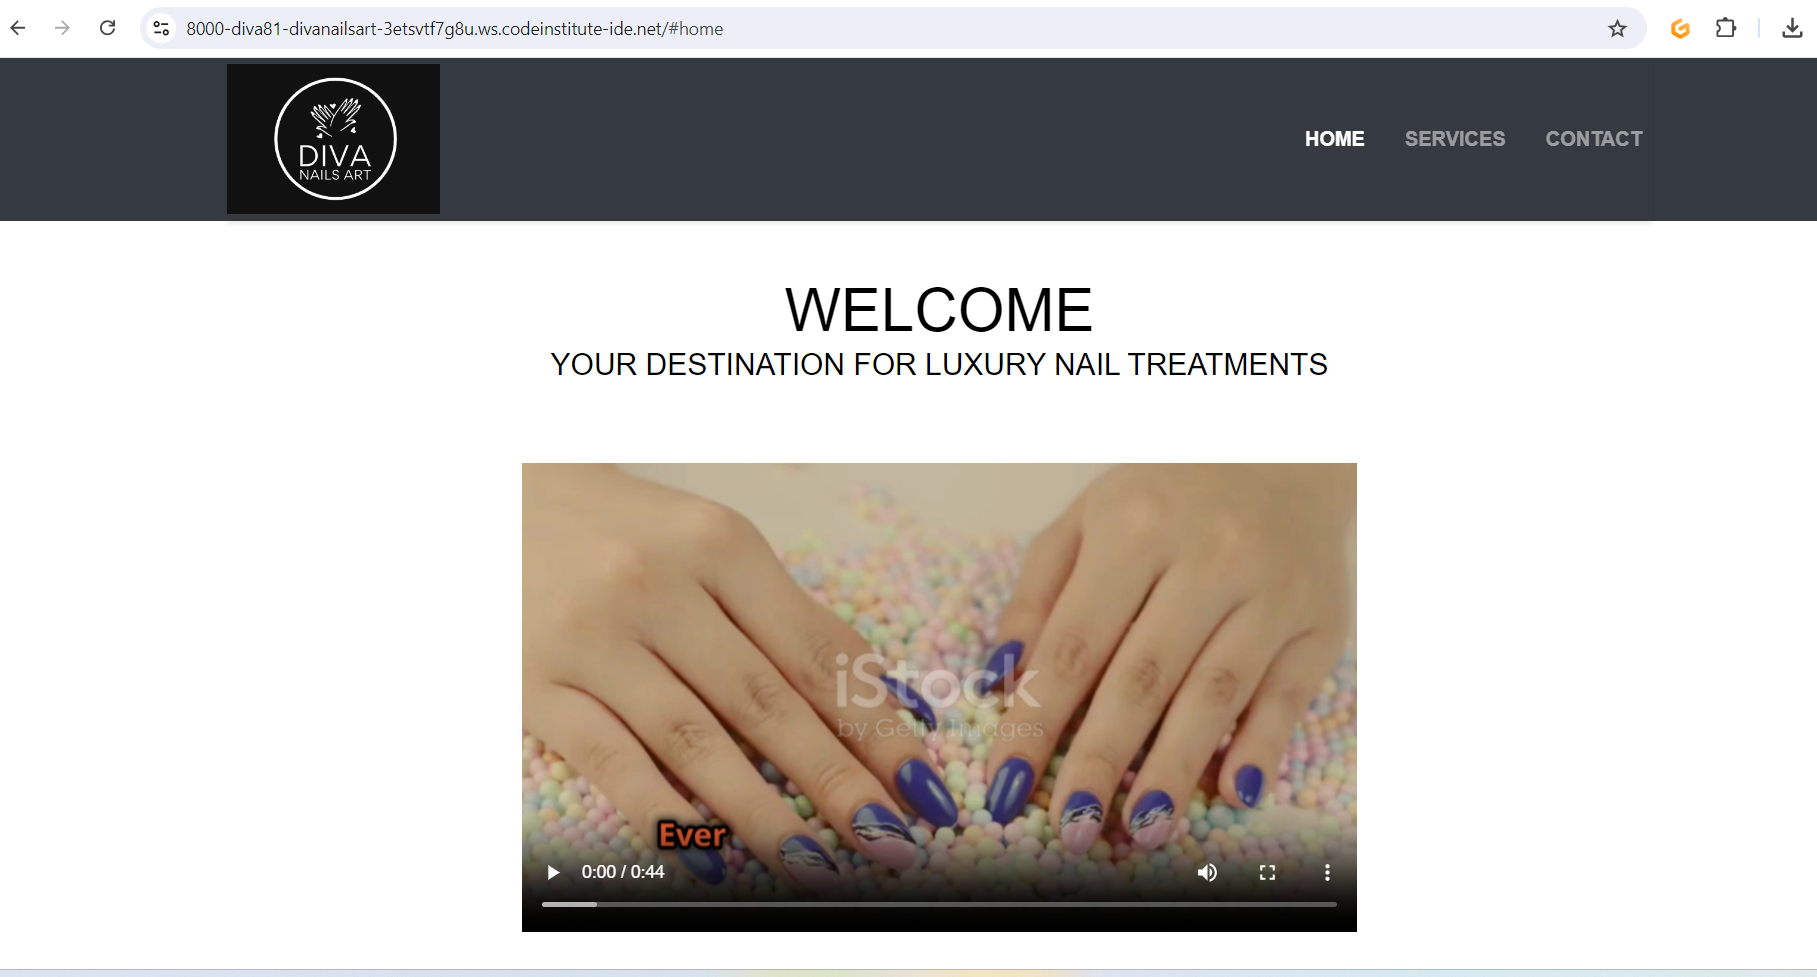 8000-diva81-divanailsart-3etsvtf7g8u.ws.codeinstitute-ide.net/#home
DIVA
NAILS ART
HOME SERVICES CONTACT
WELCOME
YOUR DESTINATION FOR LUXURY NAIL TREATMENTS
iStock
by Getty Images
Ever
0:00 / 0:44